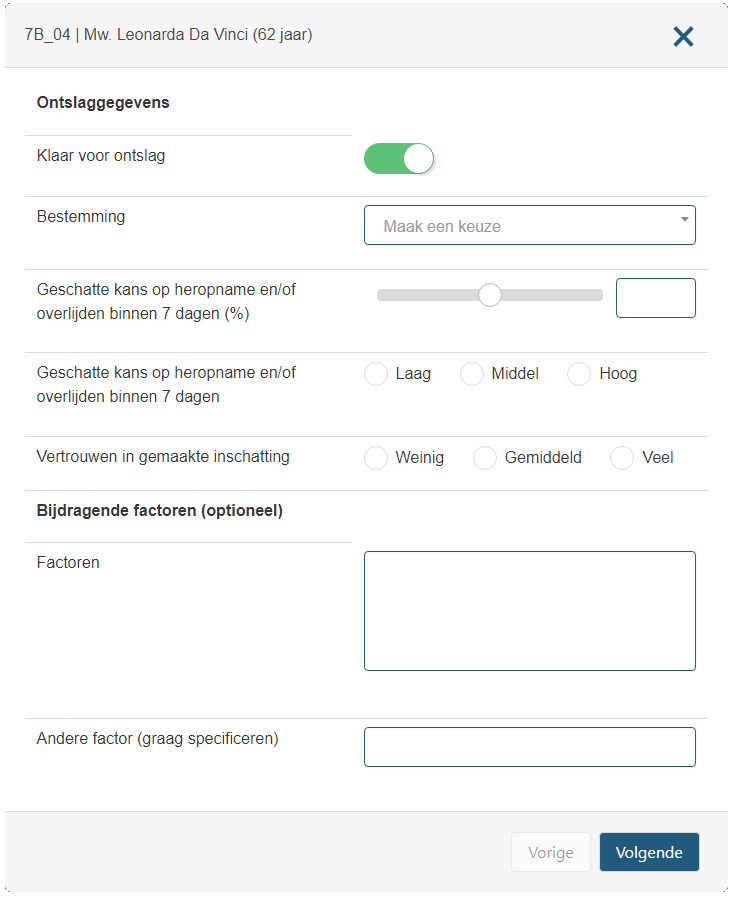 7B_04 | Mw. Leonarda Da Vinci (62 jaar)
Ontslaggegevens
Klaar voor ontslag
Bestemming
Maak een keuze
Geschatte kans op heropname en/of
overlijden binnen 7 dagen (%)
Geschatte kans op heropname en/of
overlijden binnen 7 dagen
Laag
Middel
Hoog
Vertrouwen in gemaakte inschatting
Weinig
Gemiddeld
Veel
Bijdragende factoren (optioneel)
Factoren
Andere factor (graag specificeren)
Vorige
Volgende